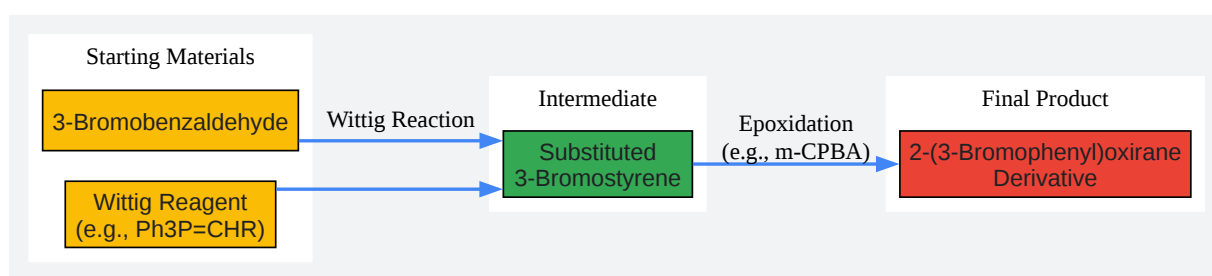 Starting Materials
3-Bromobenzaldehyde
Wittig Reagent
(e.g., Ph3P=CHR)
Wittig Reaction
Intermediate
Substituted
3-Bromostyrene
Epoxidation
(e.g., m-CPBA)
Final Product
2-(3-Bromophenyl)oxirane
Derivative